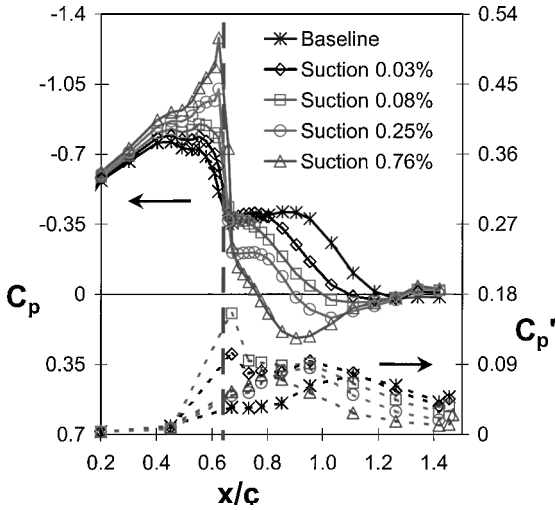 -1.4
-1.05
-0.7
-0.35
0
0.35
0.7
Cp
0.54
0.45
0.36
0.27
0.18
0.09
0
Cp'
Baseline
Suction 0.03%
Suction 0.08%
Suction 0.25%
Suction 0.76%
0.2 0.4 0.6 0.8 1.0 1.2 1.4
x/c